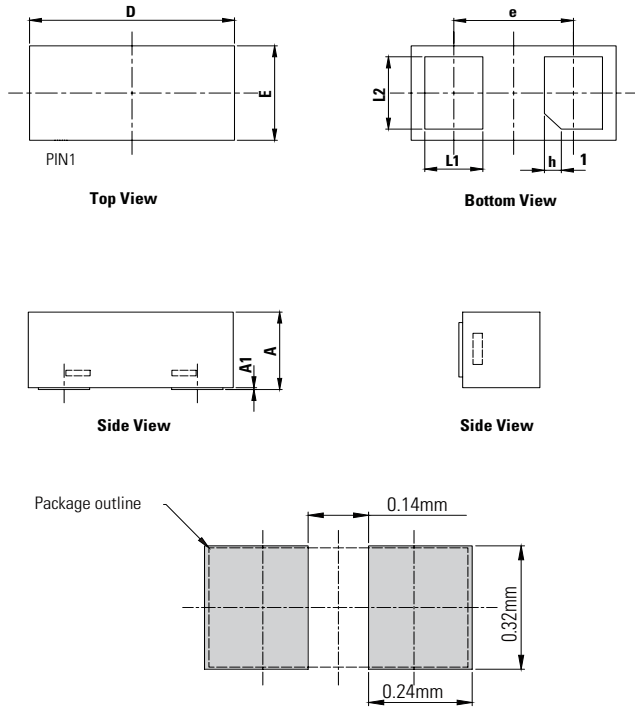 D
E
PIN1
Top View
e
L2
L1
h
1
Bottom View
A1
A
Side View
Side View
Package outline
0.14mm
0.32mm
0.24mm